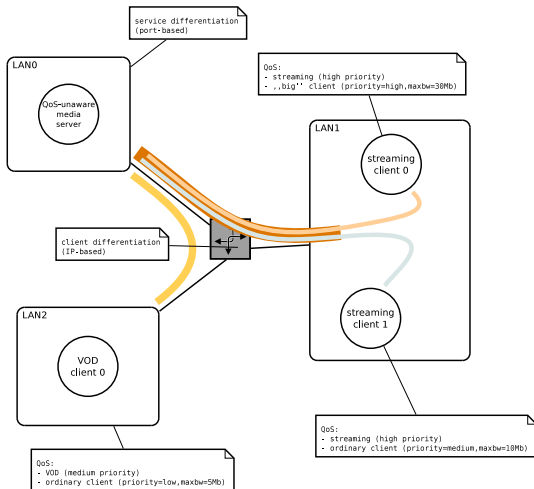 service differentiation
(port-based)
LAN0
QoS-unaware
media
server
QoS:
- streaming (high priority)
- ,,big'' client (priority=high,maxbw=30Mb)
LAN1
streaming
client 0
client differentiation
(IP-based)
LAN2
VOD
client 0
streaming
client 1
QoS:
- streaming (high priority)
- ordinary client (priority=medium,maxbw=10Mb)
QoS:
- VOD (medium priority)
- ordinary client (priority=low,maxbw=5Mb)